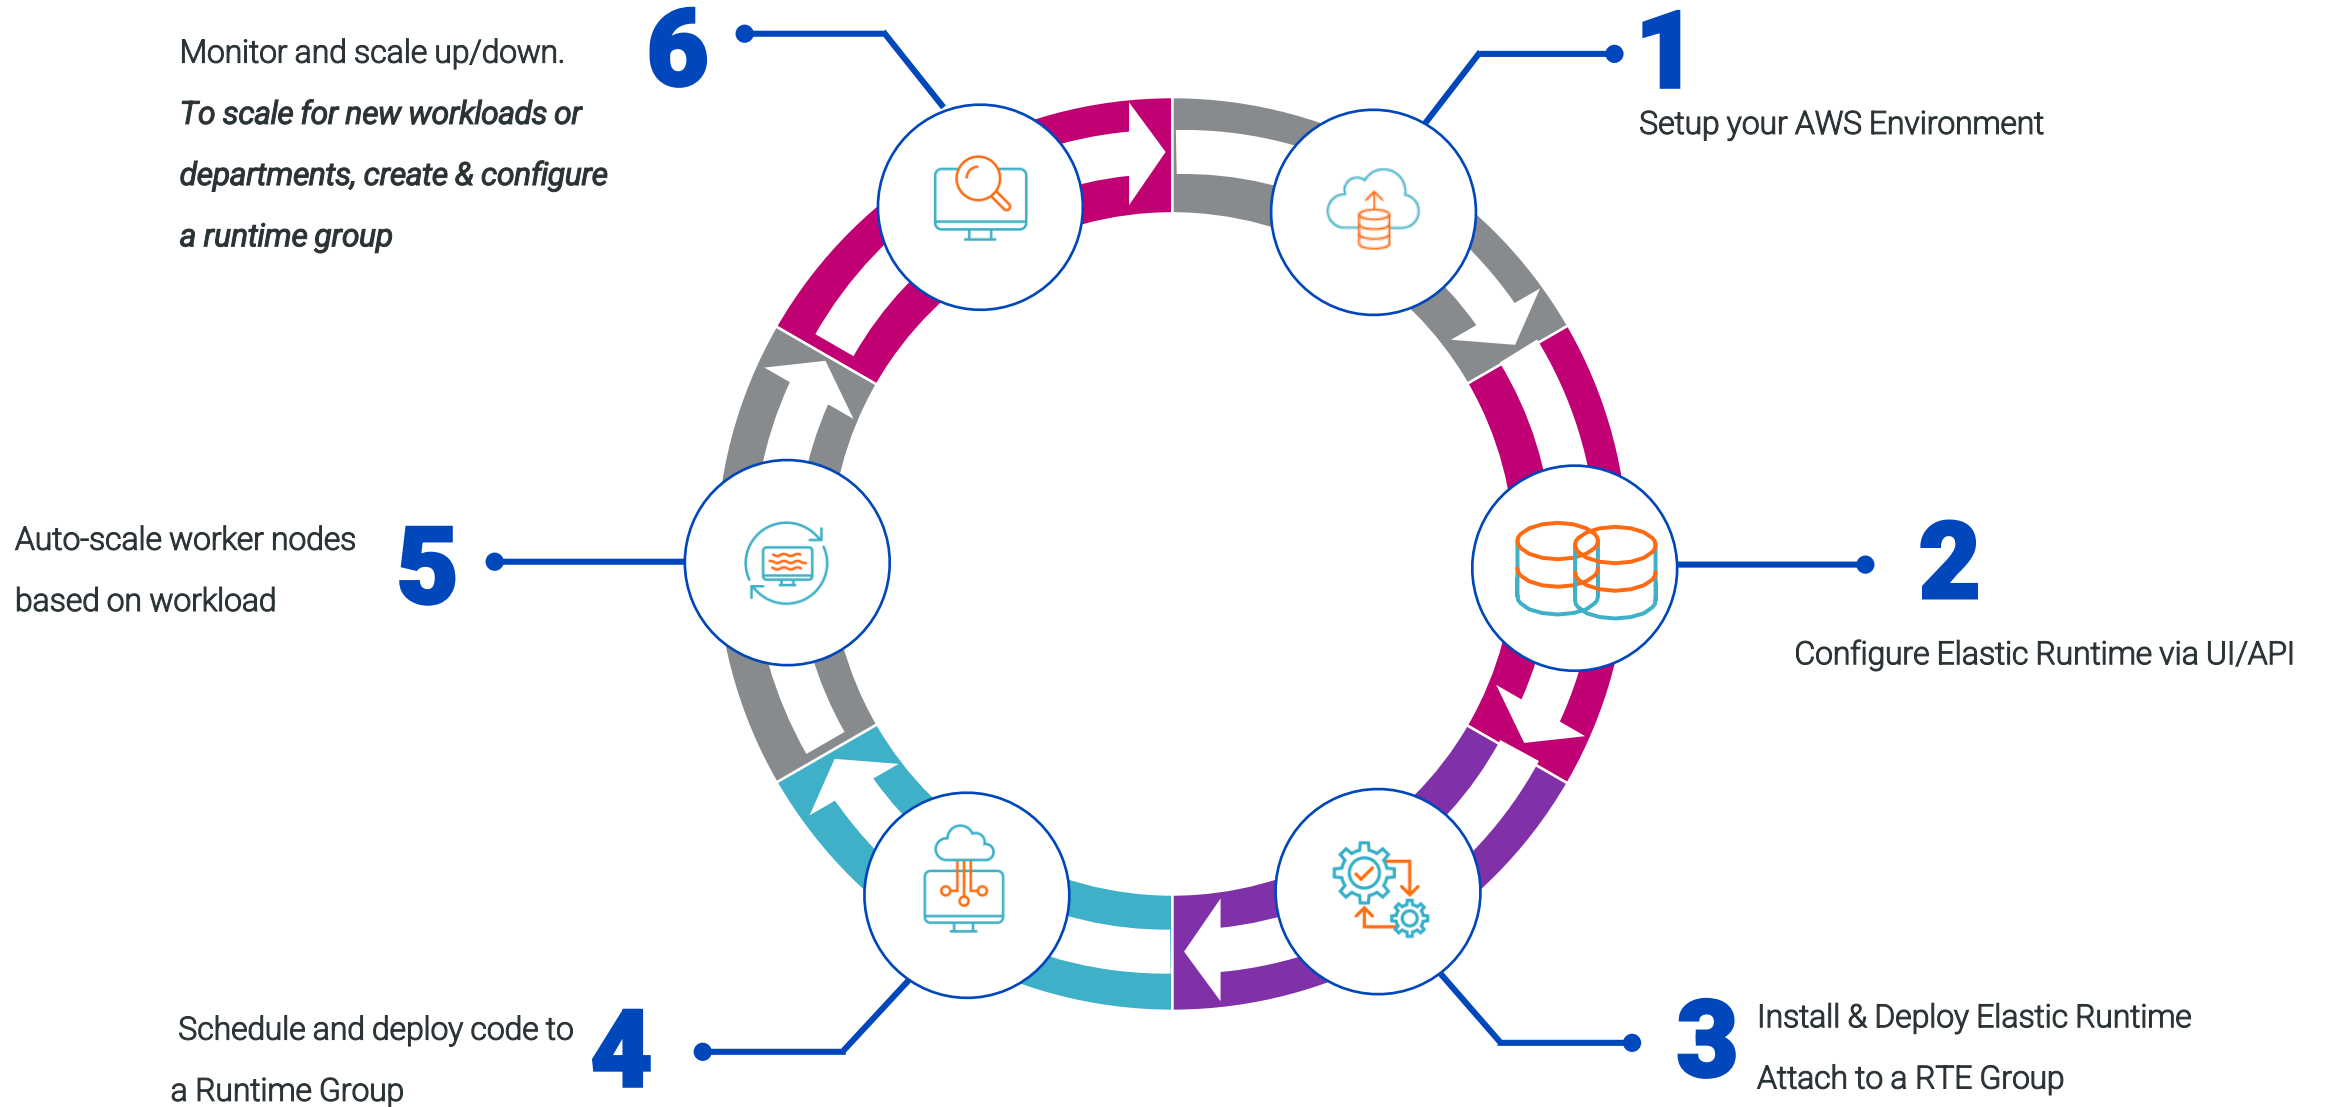 1
Setup your AWS Environment
2
Configure Elastic Runtime via UI/API
3
Install & Deploy Elastic Runtime
Attach to a RTE Group
4
Schedule and deploy code to
a Runtime Group
5
Auto-scale worker nodes
based on workload
6
Monitor and scale up/down.
To scale for new workloads or
departments, create & configure
a runtime group